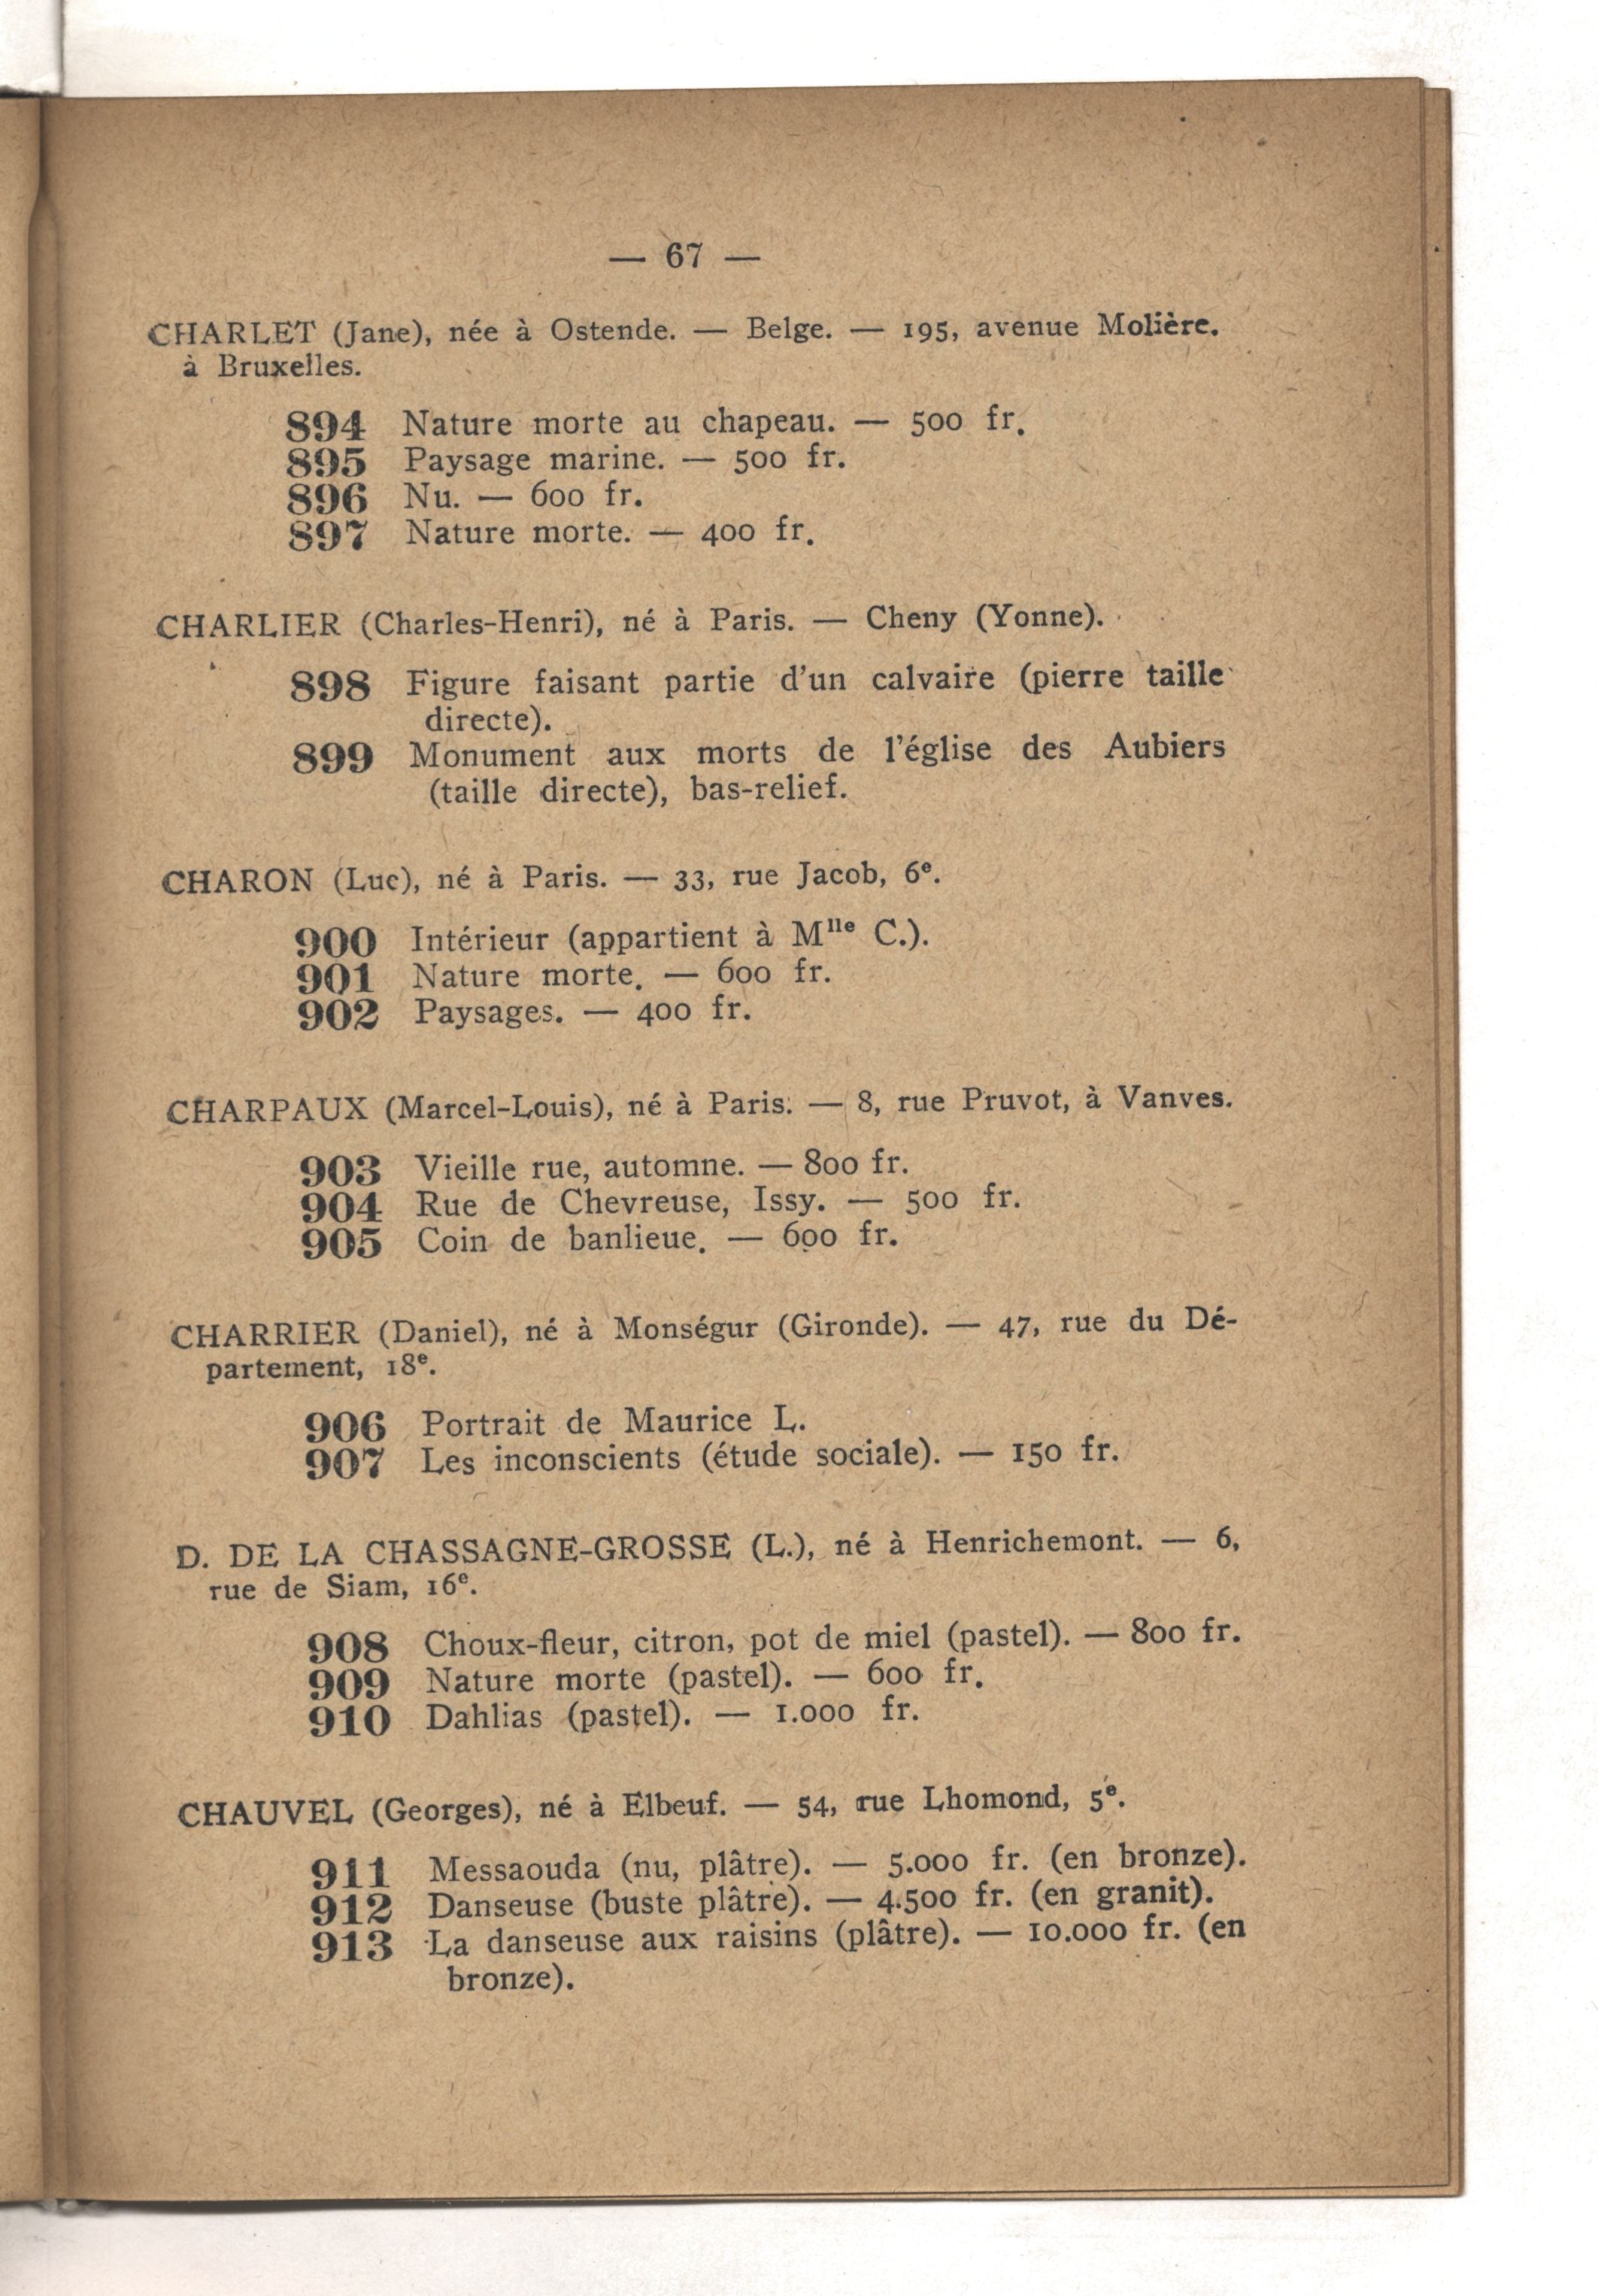 — 67 —
CHARLET (Jane), née à Ostende. — Belge. — 195, avenue Molière.
à Bruxelles.
894 Nature morte au chapeau. — 500 fr.
895 Paysage marine. — 500 fr.
896 Nu. — 600 fr.
897 Nature morte. — 400 fr.
CHARLIER (Charles-Henri), né à Paris. — Cheny (Yonne).
898 Figure faisant partie d'un calvaire (pierre taille
directe).
899 Monument aux morts de l'église des Aubiers
(taille directe), bas-relief.
CHARON (Luc), né à Paris. — 33, rue Jacob, 6e.
900 Intérieur (appartient à Mlle C.).
901 Nature morte. — 600 fr.
902 Paysages. — 400 fr.
CHARPAUX (Marcel-Louis), né à Paris. — 8, rue Pruvot, à Vanves.
903 Vieille rue, automne. — 800 fr.
904 Rue de Chevreuse, Issy. — 500 fr.
905 Coin de banlieue. — 600 fr.
CHARRIER (Daniel), né à Monségur (Gironde). — 47, rue du Dé-
partement, 18e.
906 Portrait de Maurice L.
907 Les inconscients (étude sociale). — 150 fr.
D. DE LA CHASSAGNE-GROSSE (L.), né à Henrichemont. — 6,
rue de Siam, 16e.
908 Choux-fleur, citron, pot de miel (pastel). — 800 fr.
909 Nature morte (pastel). — 600 fr.
910 Dahlias (pastel). — 1.000 fr.
CHAUVEL (Georges), né à Elbeuf. — 54, rue Lhomond, 5e.
911 Messaouda (nu, plâtre). — 5.000 fr. (en bronze).
912 Danseuse (buste plâtre). — 4.500 fr. (en granit).
913 La danseuse aux raisins (plâtre). — 10.000 fr. (en
bronze).